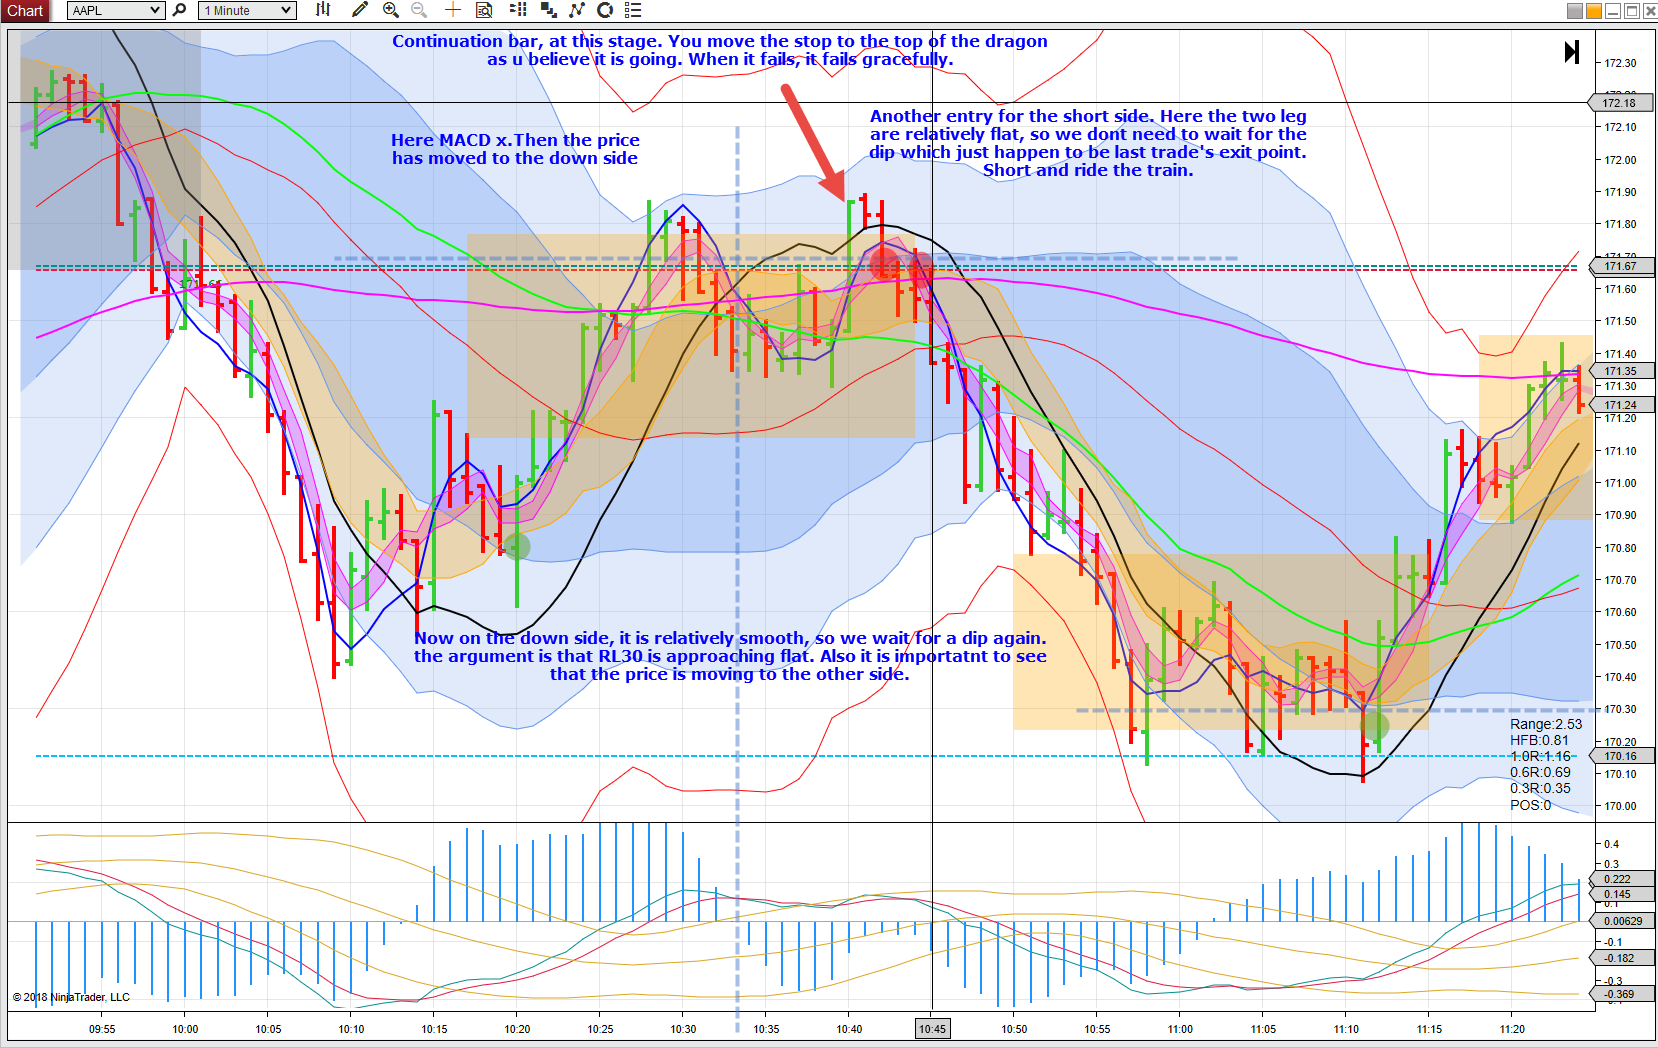 Chart
AAPL
1 Minute
Continuation bar, at this stage. You move the stop to the top of the dragon
as u believe it is going. When it fails, it fails gracefully.
Here MACD x.Then the price
has moved to the down side
Another entry for the short side. Here the two leg
are relatively flat, so we dont need to wait for the
dip which just happen to be last trade's exit point.
Short and ride the train.
Now on the down side, it is relatively smooth, so we wait for a dip again.
the argument is that RL30 is approaching flat. Also it is importatnt to see
that the price is moving to the other side.
172.30
172.18
172.10
172.00
171.90
171.80
171.67
171.60
171.50
171.40
171.35
171.30
171.24
171.20
171.10
171.00
170.90
170.80
170.70
170.60
170.50
170.40
170.30
170.20
170.16
170.10
170.00
Range:2.53
HFB:0.81
1.0R:1.16
0.6R:0.69
0.3R:0.35
POS:0
0.4
0.3
0.222
0.145
0.00629
-0.1
-0.182
-0.3
-0.369
© 2018 NinjaTrader, LLC
09:55
10:00
10:05
10:10
10:15
10:20
10:25
10:30
10:35
10:40
10:45
10:50
10:55
11:00
11:05
11:10
11:15
11:20